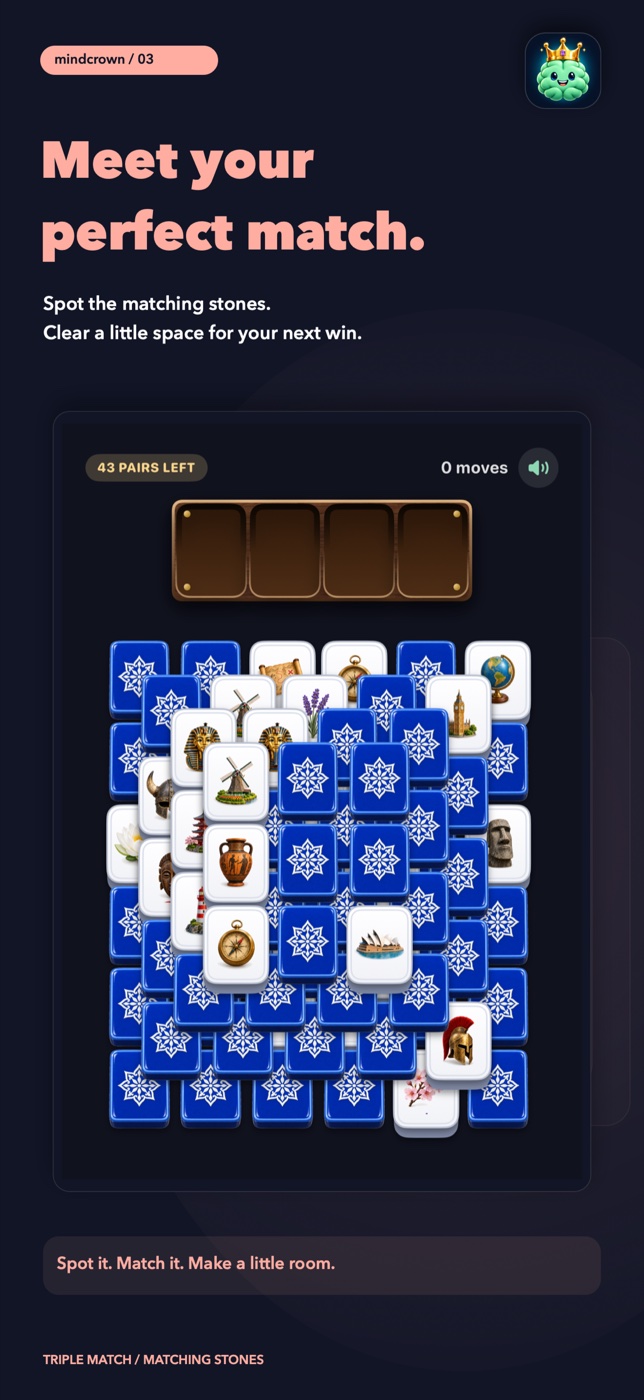 mindcrown / 03
Meet your
perfect match.
Spot the matching stones.
Clear a little space for your next win.
43 PAIRS LEFT
0 moves
Spot it. Match it. Make a little room.
TRIPLE MATCH / MATCHING STONES